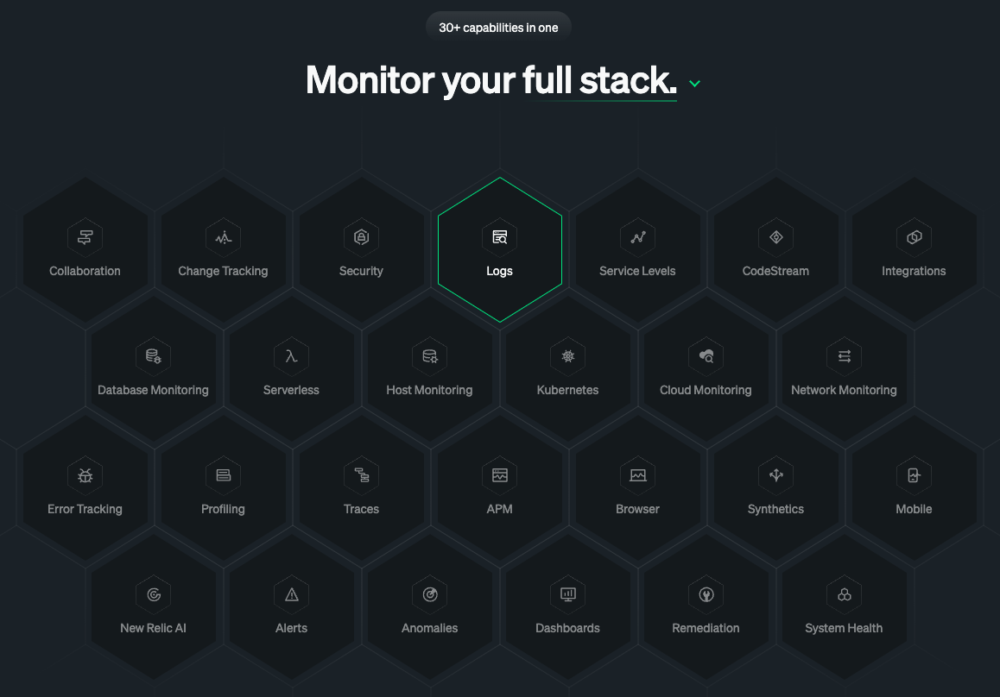 30+ capabilities in one
Monitor your full stack.
Collaboration
Change Tracking
Security
Logs
Service Levels
CodeStream
Integrations
Database Monitoring
Serverless
Host Monitoring
Kubernetes
Cloud Monitoring
Network Monitoring
Error Tracking
Profiling
Traces
APM
Browser
Synthetics
Mobile
New Relic AI
Alerts
Anomalies
Dashboards
Remediation
System Health